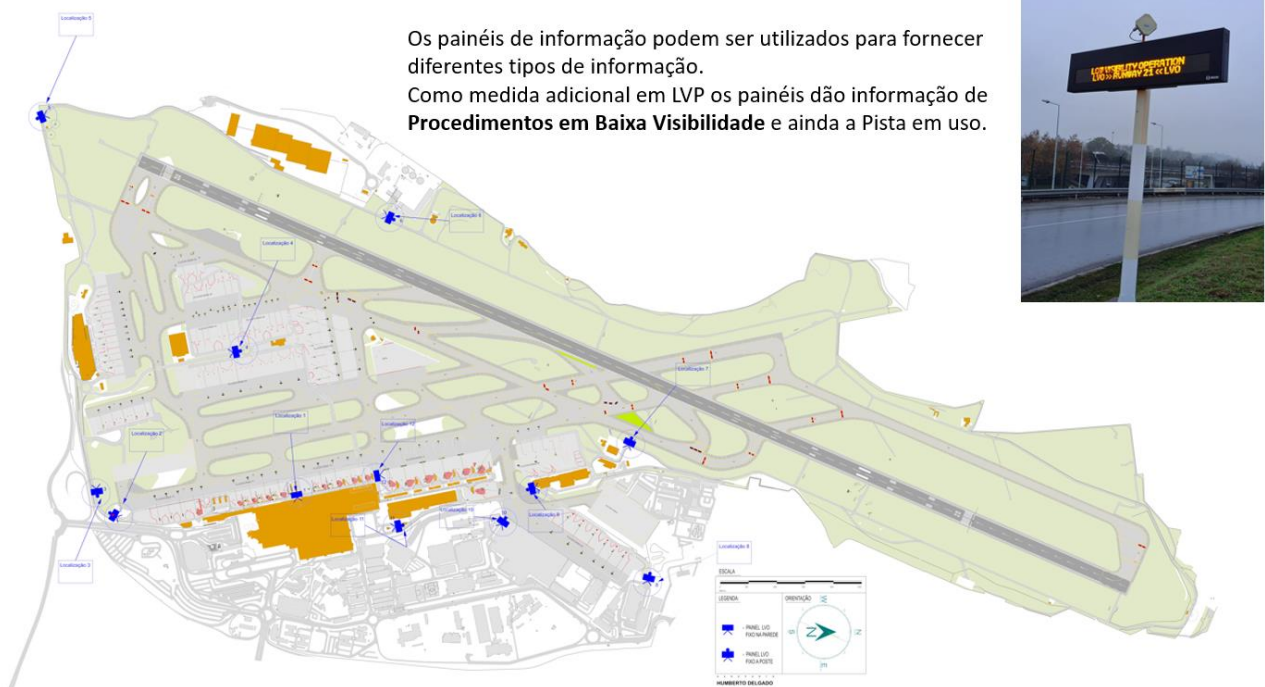 Localização 5
Os painéis de informação podem ser utilizados para fornecer
diferentes tipos de informação.
Como medida adicional em LVP os painéis dão informação de
Procedimentos em Baixa Visibilidade e ainda a Pista em uso.
LOW VISIBILITY OPERATION
LVO >> RUNWAY 21 << LVO
Localização 6
Localização 4
Localização 7
Localização 1
Localização 12
Localização 2
Localização 11
Localização 10
Localização 3
ESCALA
LEGENDA
ORIENTAÇÃO
W
S
N
N
E
- PAINEL LVO
FIXO NA PAREDE
- PAINEL LVO
FIXO A POSTE
HUMBERTO DELGADO